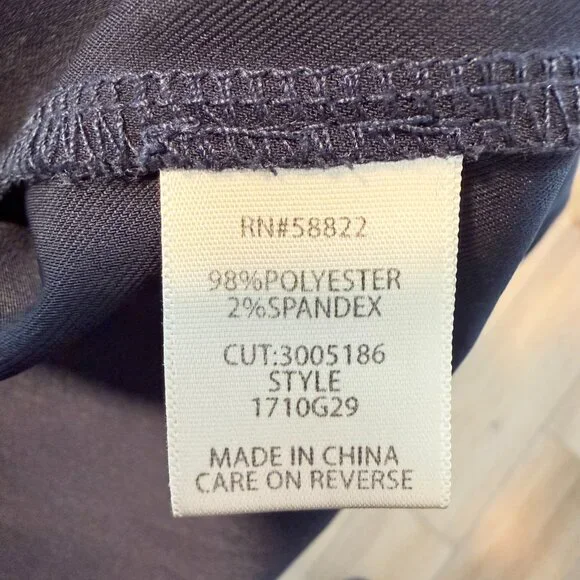 RN#58822
98%POLYESTER
2%SPANDEX
CUT:3005186
STYLE
1710G29
MADE IN CHINA
CARE ON REVERSE